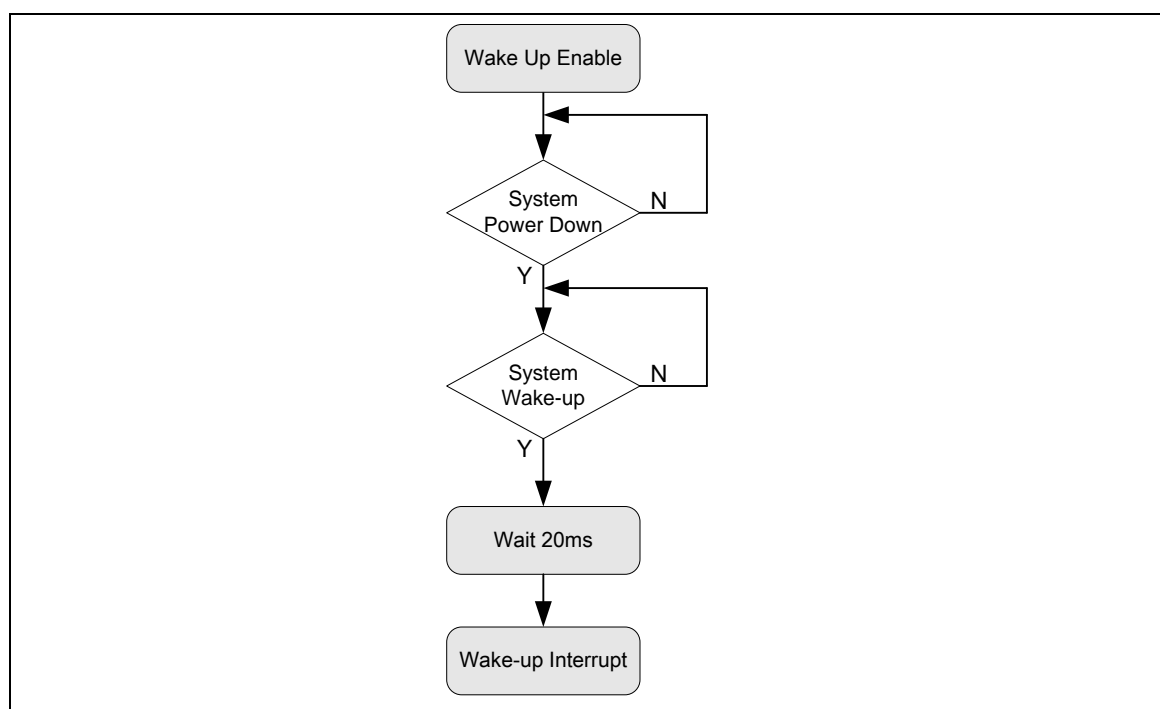 Wake Up Enable
System
Power Down
N
Y
System
Wake-up
N
Y
Wait 20ms
Wake-up Interrupt